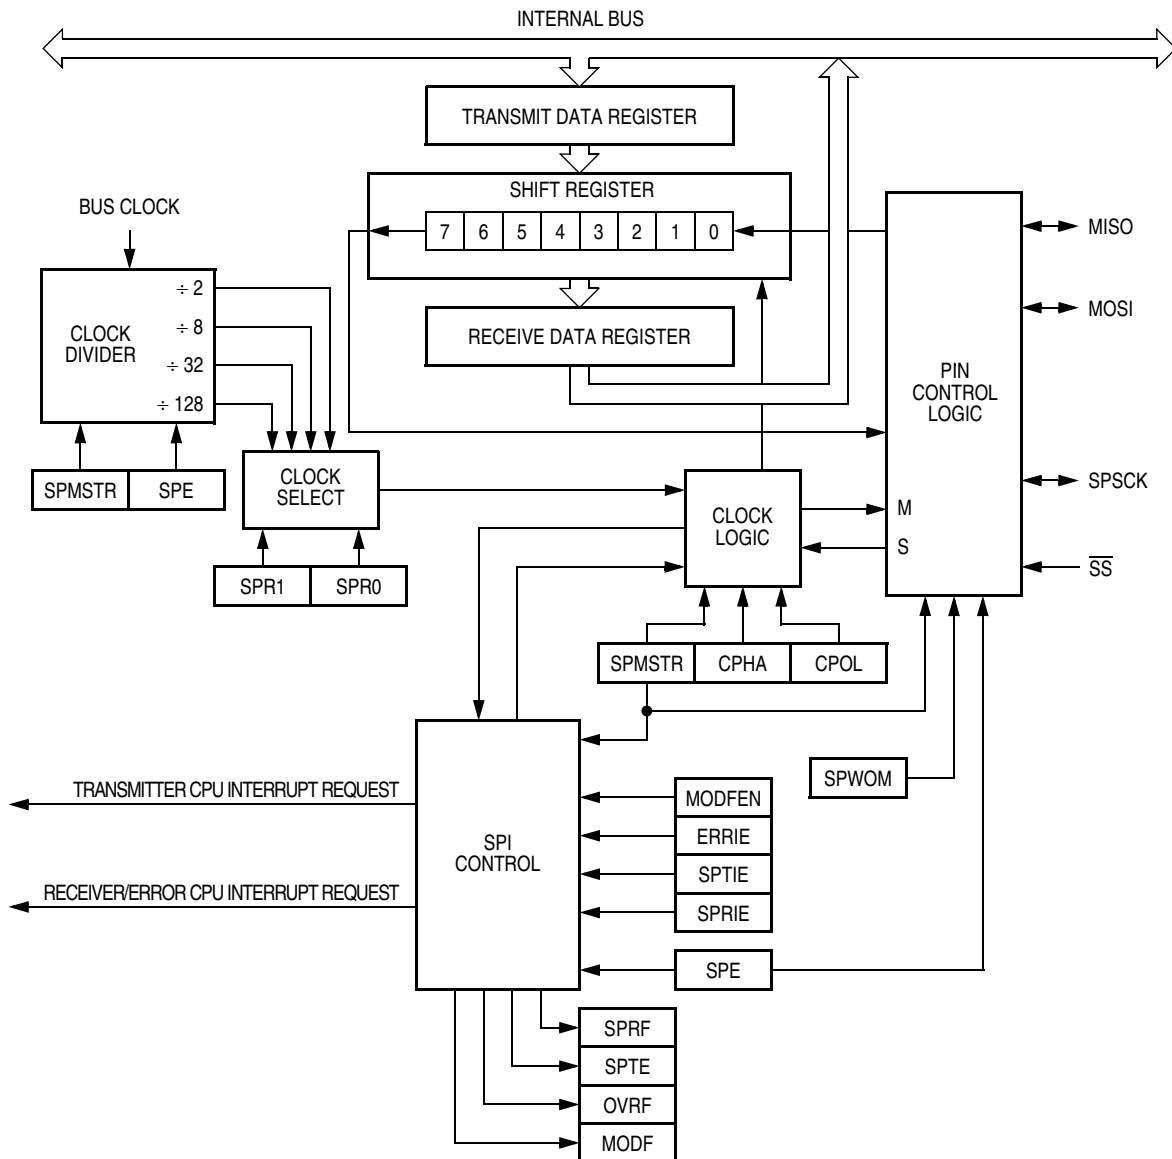 INTERNAL BUS
TRANSMIT DATA REGISTER
SHIFT REGISTER
7 6 5 4 3 2 1 0
RECEIVE DATA REGISTER
BUS CLOCK
CLOCK
DIVIDER
÷ 2
÷ 8
÷ 32
÷ 128
SPMSTR SPE
CLOCK
SELECT
SPR1 SPR0
CLOCK
LOGIC
SPMSTR CPHA CPOL
PIN
CONTROL
LOGIC
M
S
MISO
MOSI
SPSCK
SS
SPWOM
TRANSMITTER CPU INTERRUPT REQUEST
RECEIVER/ERROR CPU INTERRUPT REQUEST
SPI
CONTROL
MODFEN
ERRIE
SPTIE
SPRIE
SPE
SPRF
SPTE
OVRF
MODF